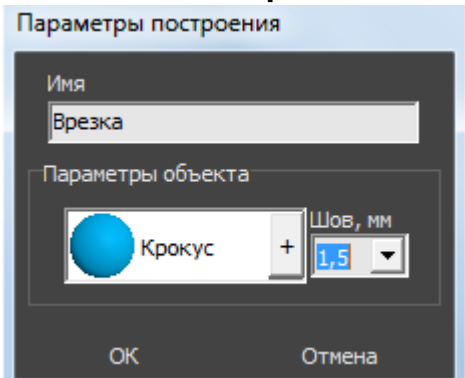 Параметры построения
Имя
Врезка
Параметры объекта
Шов, мм
Крокус + 1,5
ОК Отмена